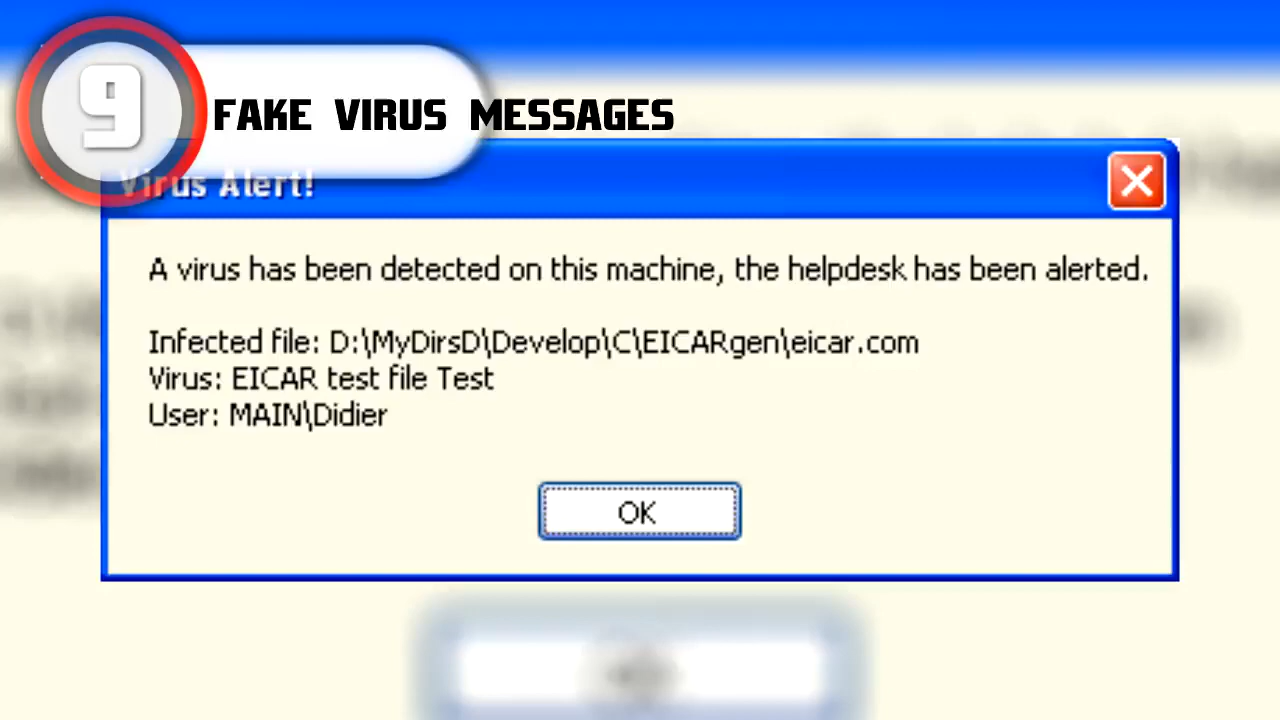 9
FAKE VIRUS MESSAGES
Virus Alert!
A virus has been detected on this machine, the helpdesk has been alerted.
Infected file: D:\MyDirsD\Develop\C\EICARgen\eicar.com
Virus: EICAR test file Test
User: MAIN\Didier
OK